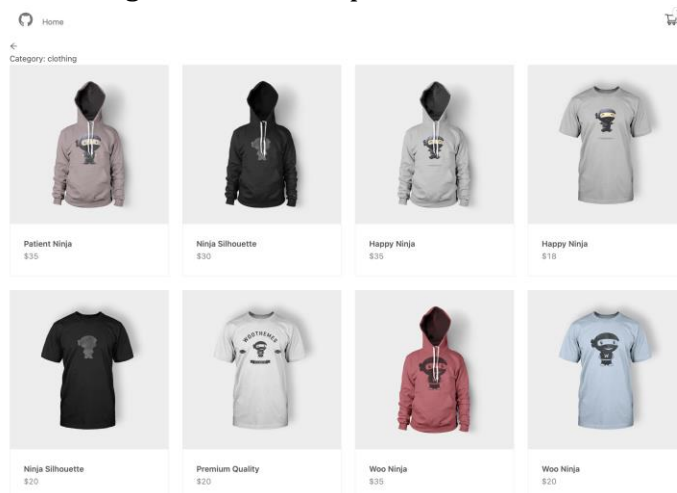 Home
Category: clothing
Patient Ninja
$35
Ninja Silhouette
$30
Happy Ninja
$35
Happy Ninja
$18
WOOTHEMES
Ninja Silhouette
$20
Premium Quality
$20
Woo Ninja
$35
Woo Ninja
$20